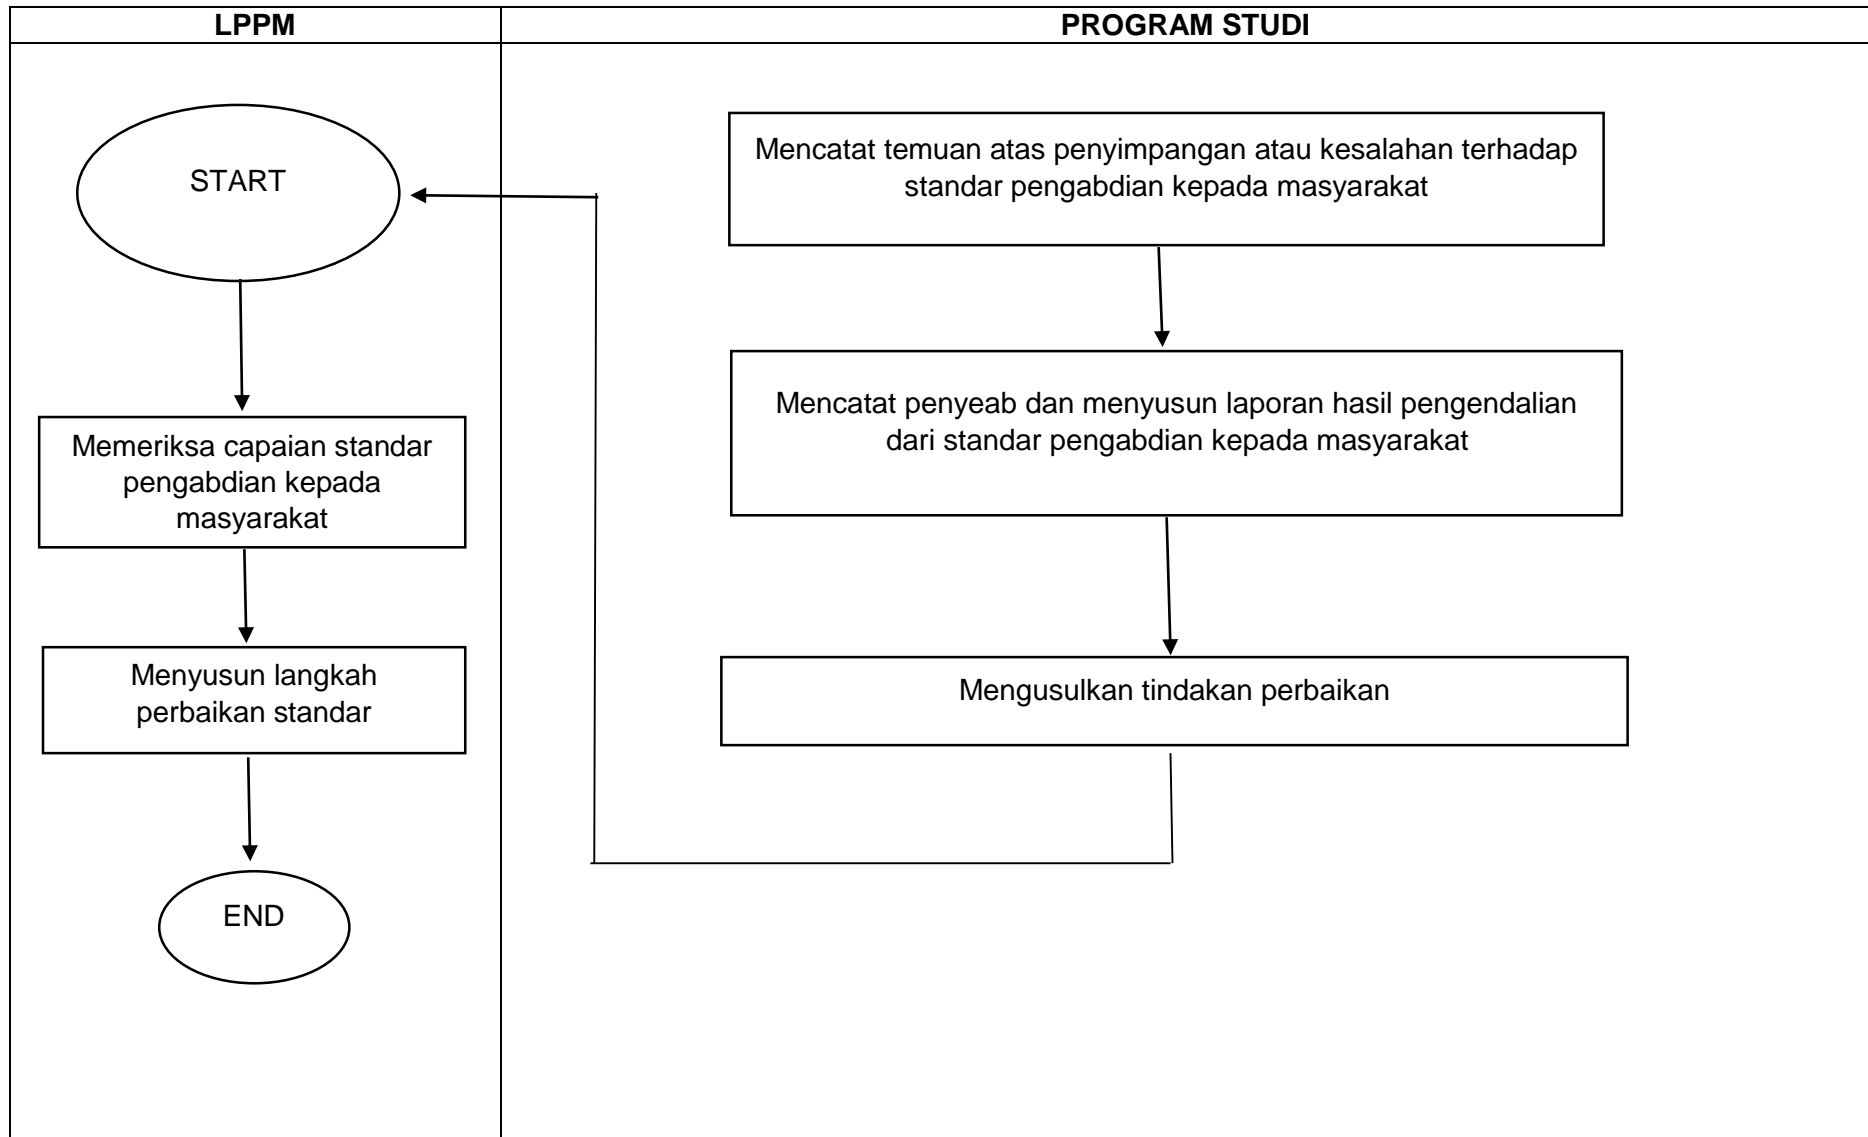 LPPM
PROGRAM STUDI
START
Memeriksa capaian standar
pengabdian kepada
masyarakat
Menyusun langkah
perbaikan standar
END
Mencatat temuan atas penyimpangan atau kesalahan terhadap
standar pengabdian kepada masyarakat
Mencatat penyeab dan menyusun laporan hasil pengendalian
dari standar pengabdian kepada masyarakat
Mengusulkan tindakan perbaikan